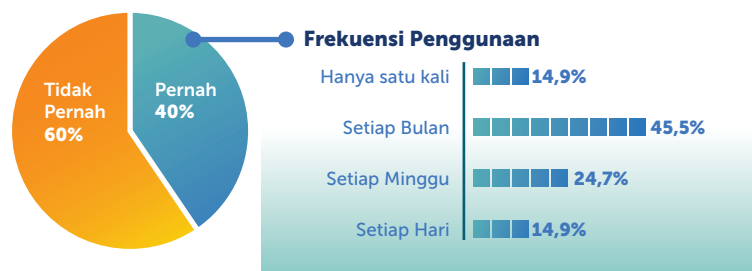 Tidak
Pernah
60%
Pernah
40%
Frekuensi Penggunaan
Hanya satu kali 14,9%
Setiap Bulan 45,5%
Setiap Minggu 24,7%
Setiap Hari 14,9%